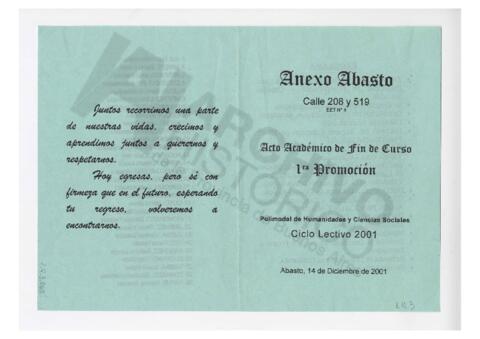 Juntos recorrimos una parte
de nuestras vidas, crecimos y
aprendimos juntos a querernos y
respetarnos.
Hoy egresas, pero sé con
firmeza que en el futuro, esperando
tu regreso, volveremos a
encontrarnos.
Anexo Abasto
Calle 208 y 519
Acto Académico de Fin de Curso
1ra Promoción
Polimodal de Humanidades y Ciencias Sociales
Ciclo Lectivo 2001
Abasto, 14 de Diciembre de 2001
ARCHIVO
HISTÓRICO